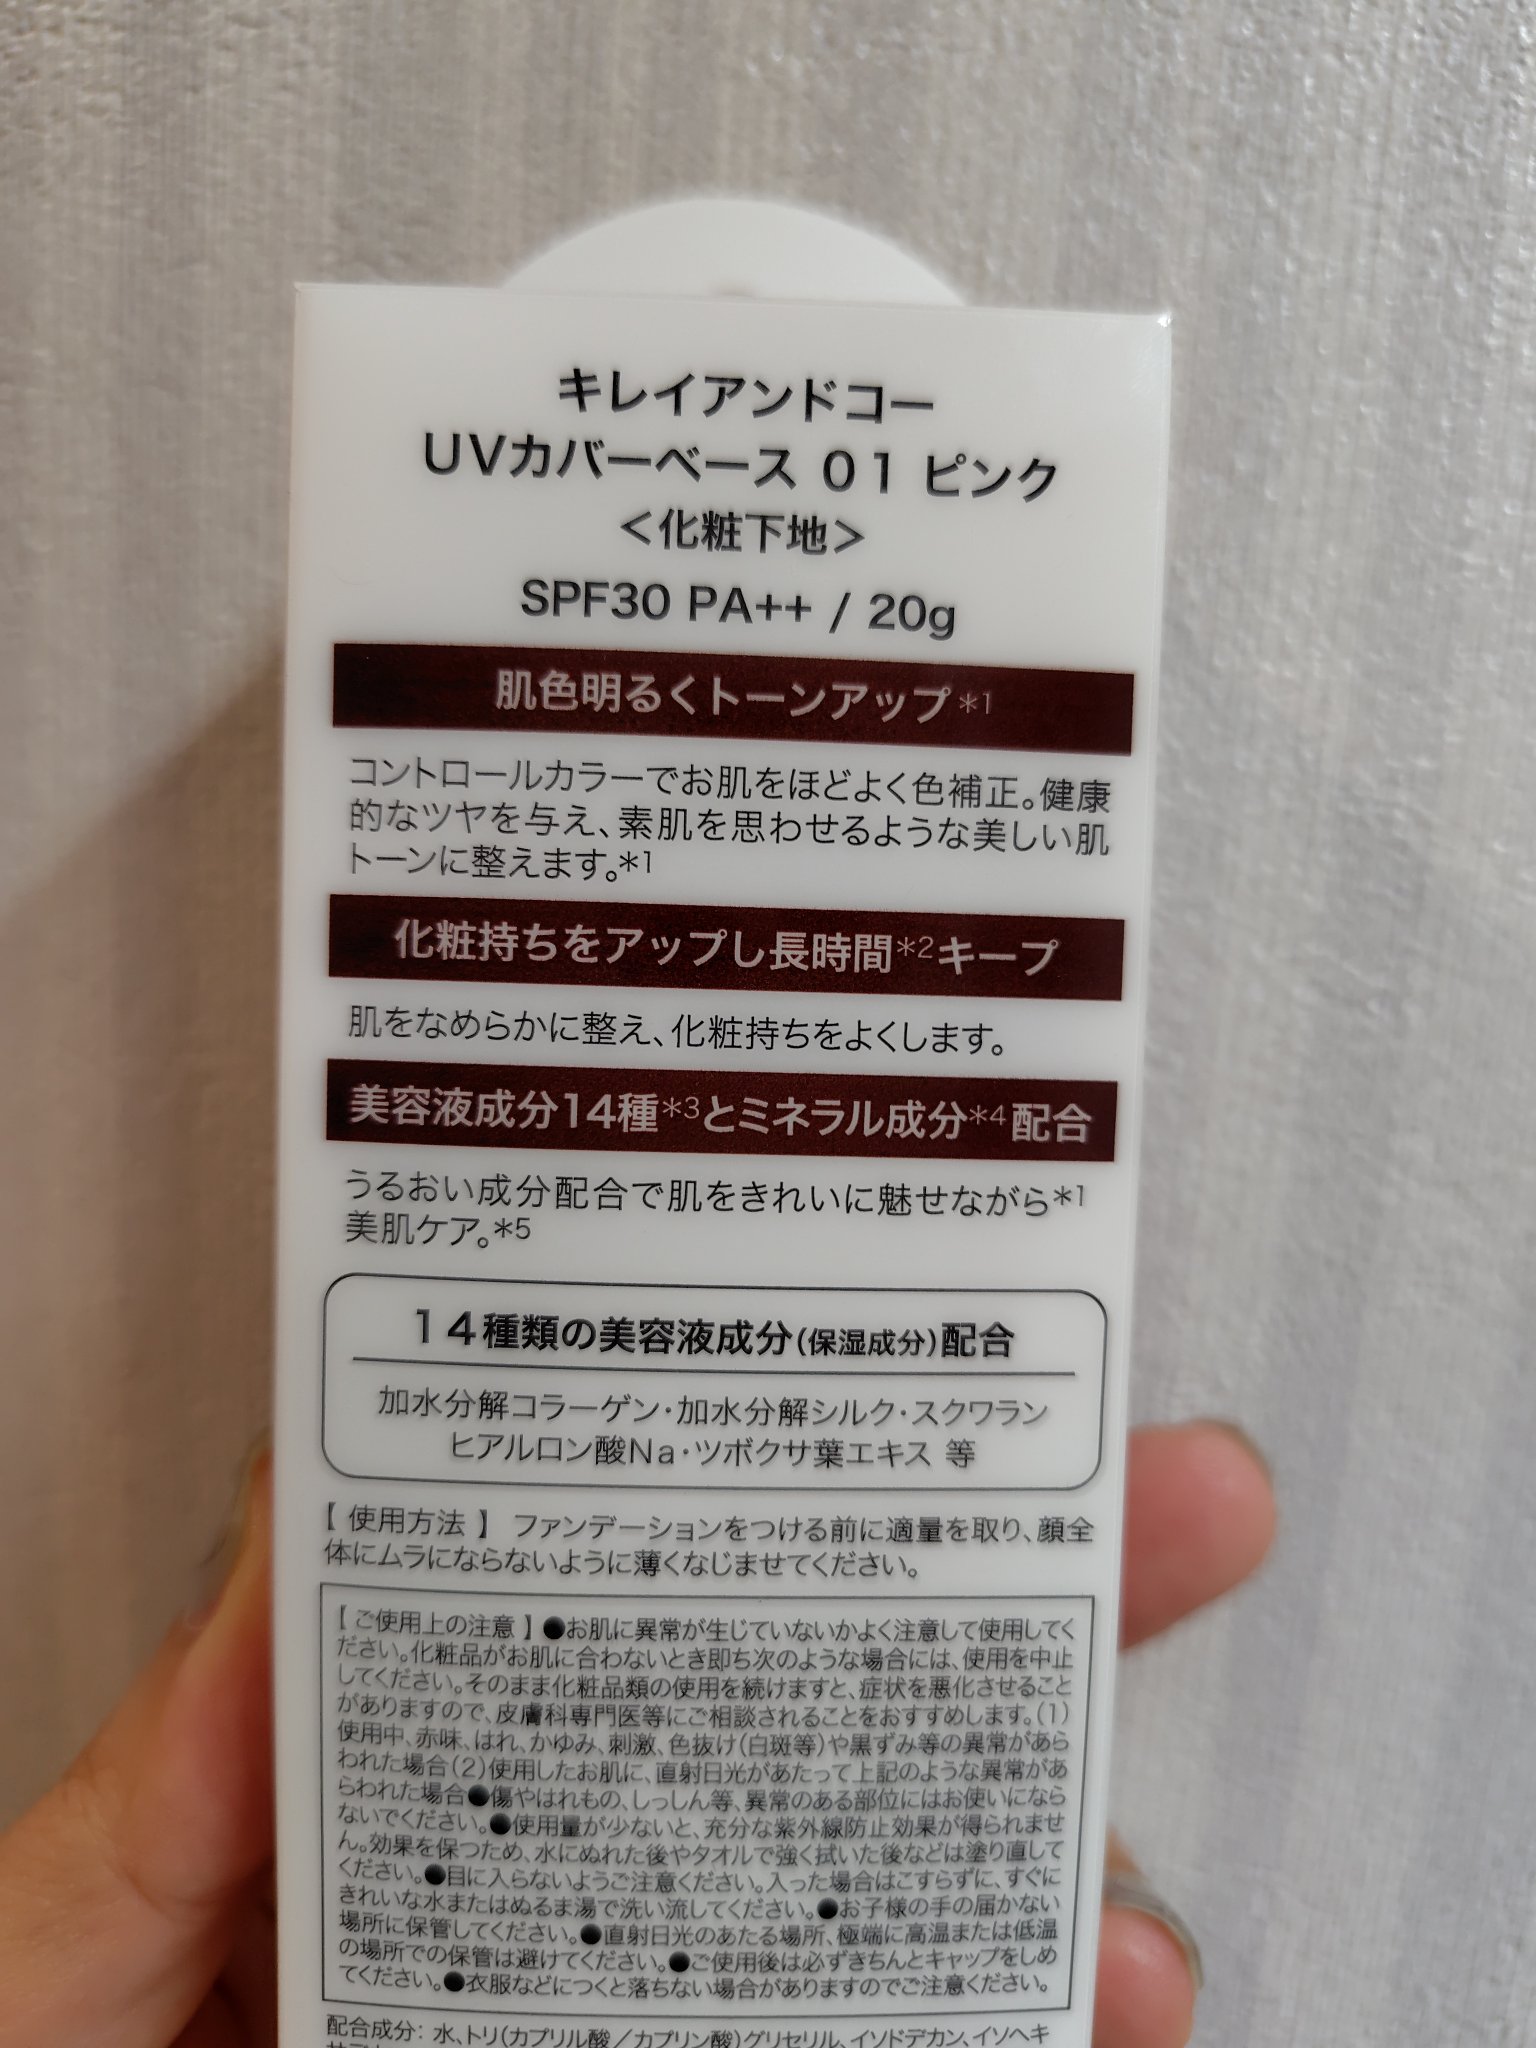 キレイアンドコー
UVカバーベース 01 ピンク
＜化粧下地＞
SPF30 PA++ / 20g
肌色明るくトーンアップ*1
コントロールカラーでお肌をほどよく色補正。健康
的なツヤを与え、素肌を思わせるような美しい肌
トーンに整えます。*1
化粧持ちをアップし長時間*2キープ
肌をなめらかに整え、化粧持ちをよくします。
美容液成分14種*3とミネラル成分*4配合
うるおい成分配合で肌をきれいに魅せながら*1
美肌ケア。*5
14種類の美容液成分(保湿成分)配合
加水分解コラーゲン・加水分解シルク・スクワラン
ヒアルロン酸Na・ツボクサ葉エキス 等
【 使用方法 】 ファンデーションをつける前に適量を取り、顔全
体にムラにならないように薄くなじませてください。
【 ご使用上の注意 】●お肌に異常が生じていないかよく注意して使用してく
ださい。化粧品がお肌に合わないとき即ち次のような場合には、使用を中止
してください。そのまま化粧品類の使用を続けますと、症状を悪化させること
がありますので、皮膚科専門医等にご相談されることをおすすめします。(1)
使用中、赤味、はれ、かゆみ、刺激、色抜け(白斑等)や黒ずみ等の異常があら
われた場合(2)使用したお肌に、直射日光があたって上記のような異常があ
らわれた場合●傷やはれもの、しっしん等、異常のある部位にはお使いになら
ないでください。●使用量が少ないと、充分な紫外線防止効果が得られませ
ん。効果を保つため、水にぬれた後やタオルで強く拭いた後などは塗り直して
ください。●目に入らないようご注意ください。入った場合はこすらずに、すぐに
きれいな水またはぬるま湯で洗い流してください。●お子様の手の届かない
場所に保管してください。●直射日光のあたる場所、極端に高温または低温
の場所での保管は避けてください。●ご使用後は必ずきちんとキャップをしめ
てください。●衣服などにつくと落ちない場合がありますのでご注意ください。
配合成分：水、トリ(カプリル酸／カプリン酸)グリセリル、イソドデカン、イソヘキ